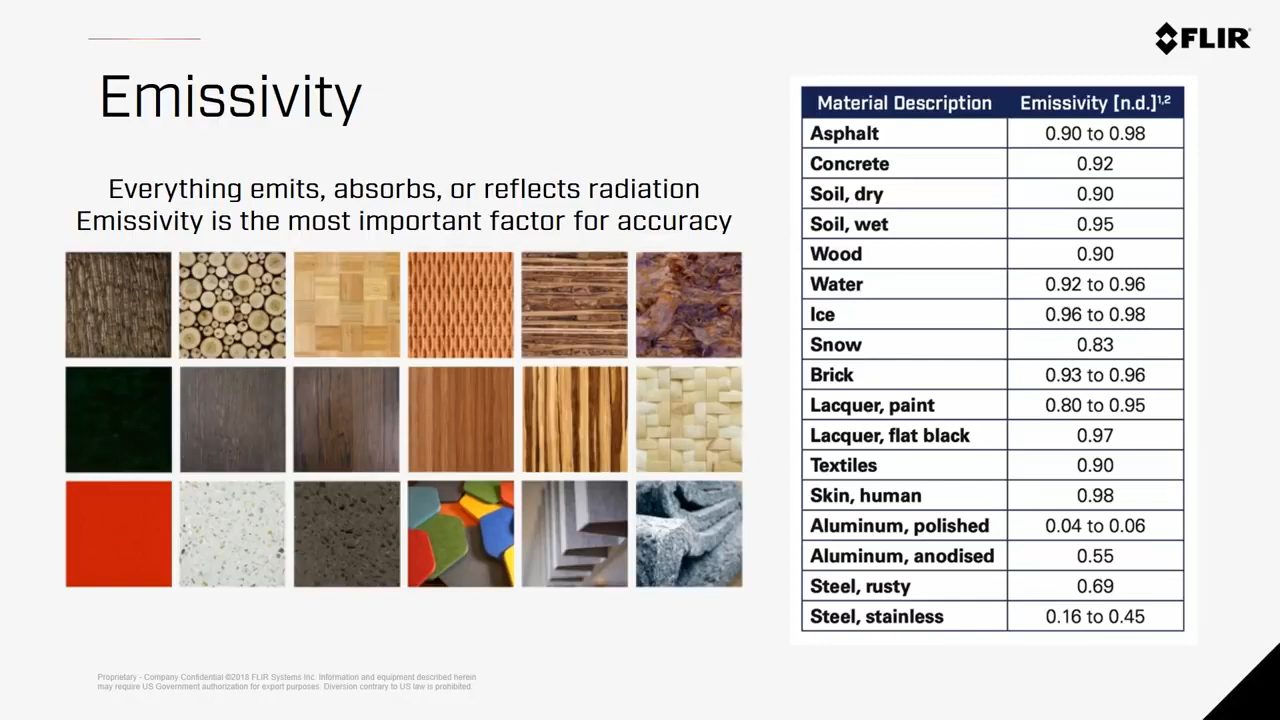 FLIR
Emissivity
Everything emits, absorbs, or reflects radiation
Emissivity is the most important factor for accuracy
Material Description Emissivity [n.d.]¹,²
Asphalt 0.90 to 0.98
Concrete 0.92
Soil, dry 0.90
Soil, wet 0.95
Wood 0.90
Water 0.92 to 0.96
Ice 0.96 to 0.98
Snow 0.83
Brick 0.93 to 0.96
Lacquer, paint 0.80 to 0.95
Lacquer, flat black 0.97
Textiles 0.90
Skin, human 0.98
Aluminum, polished 0.04 to 0.06
Aluminum, anodised 0.55
Steel, rusty 0.69
Steel, stainless 0.16 to 0.45
Proprietary - Company Confidential ©2018 FLIR Systems Inc. Information and equipment described herein
may require US Government authorization for export purposes. Diversion contrary to US law is prohibited.